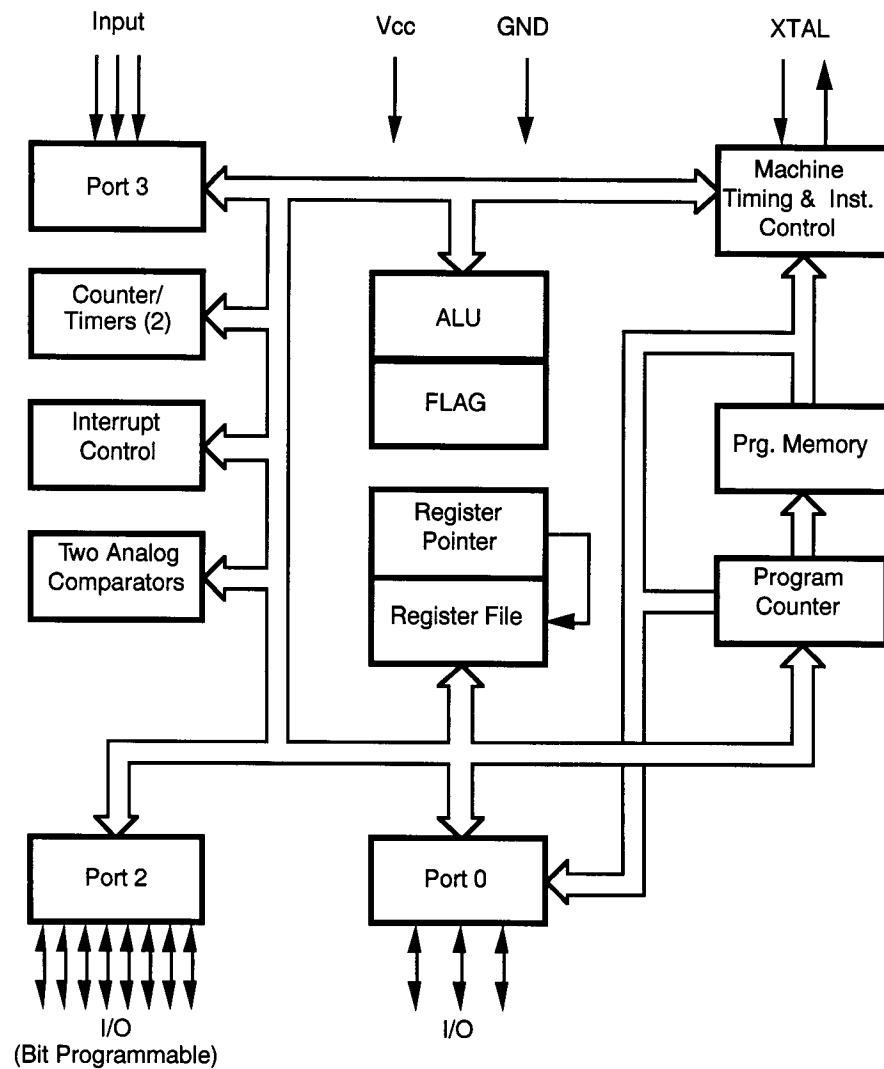 Input
Vcc
GND
XTAL
Port 3
Machine
Timing & Inst.
Control
Counter/
Timers (2)
ALU
FLAG
Interrupt
Control
Prg. Memory
Register
Pointer
Two Analog
Comparators
Register File
Program
Counter
Port 2
Port 0
I/O
(Bit Programmable)
I/O